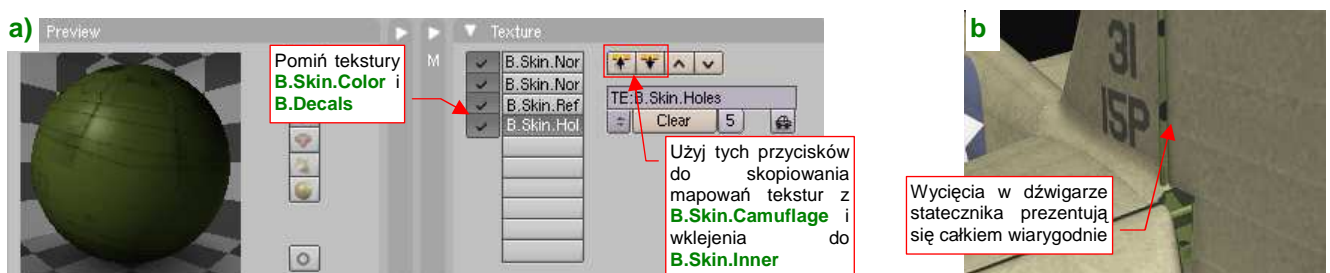 a)
Preview
M
Texture
Pomiń tekstury
B.Skin.Color i
B.Decals
B.Skin.Nor
B.Skin.Nor
B.Skin.Ref
B.Skin.Hol
TE:B.Skin.Holes
Clear
5
Użyj tych przycisków
do skopiowania
mapowań tekstur z
B.Skin.Camuflage i
wklejenia do
B.Skin.Inner
b
31
15P
Wycięcia w dźwigarze
statecznika prezentują
się całkiem wiarygodnie